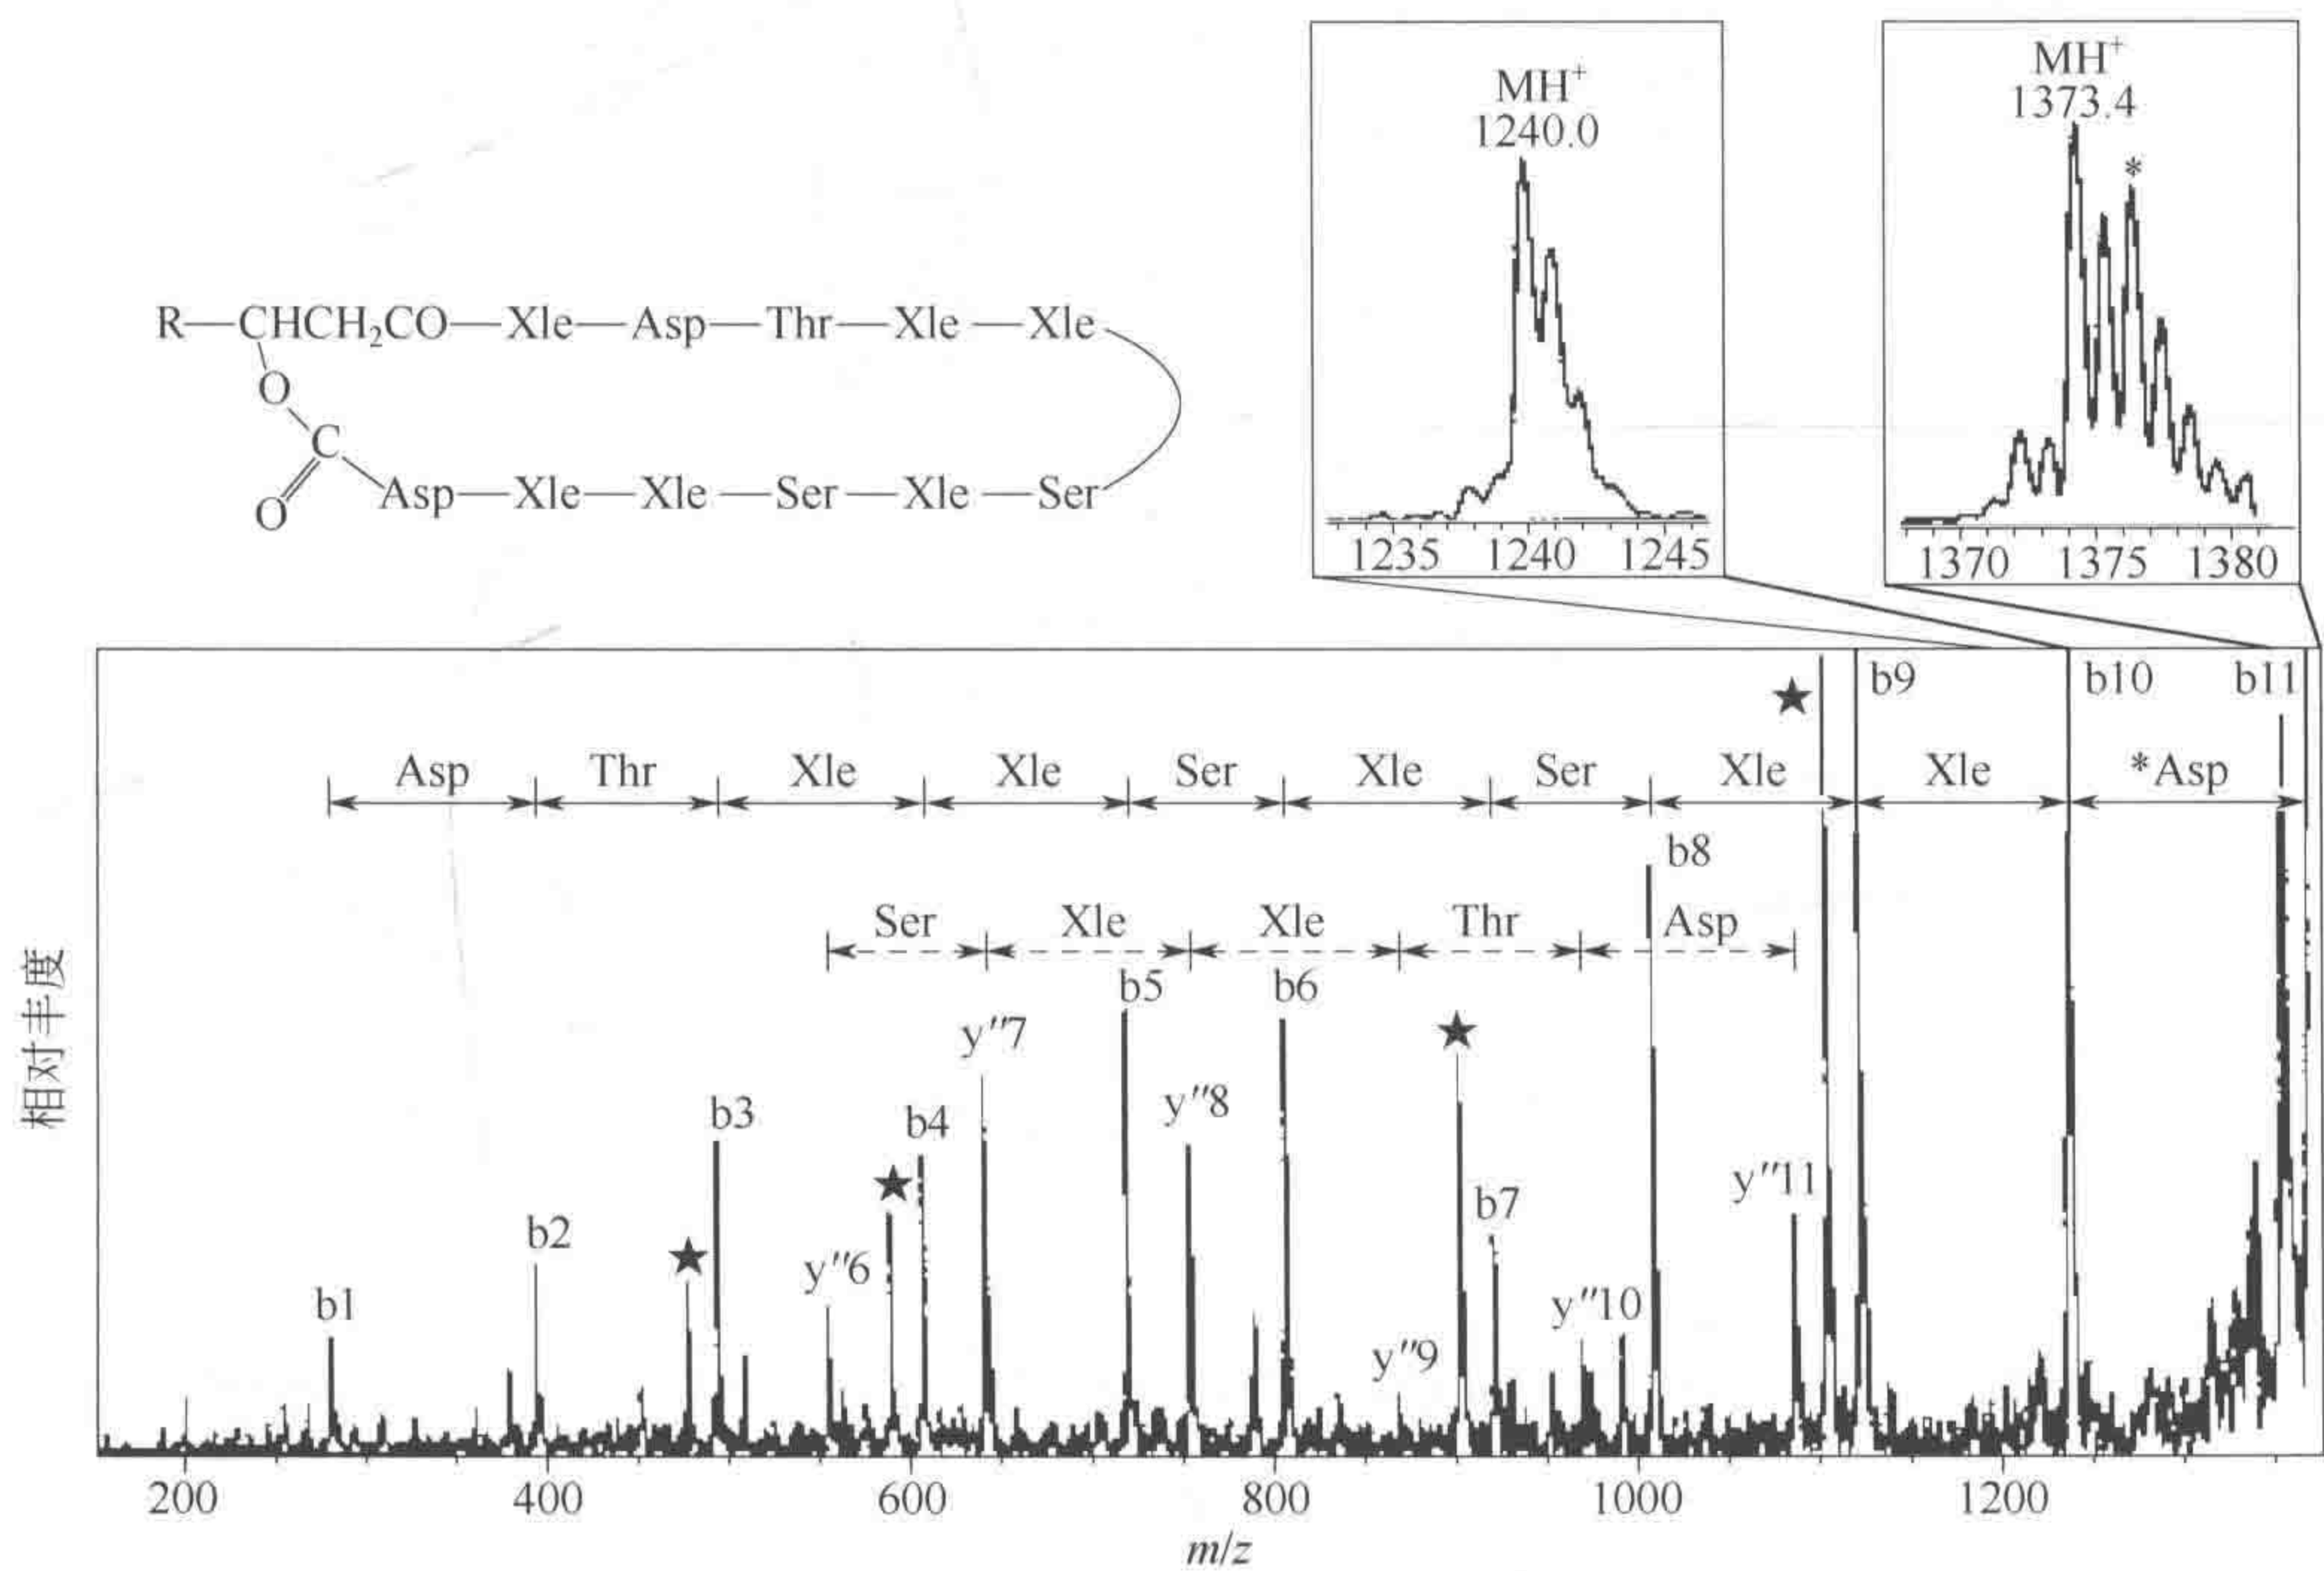 MH⁺
1240.0
1235 1240 1245
MH⁺
1373.4
*
1370 1375 1380
R—CHCH₂CO—Xle—Asp—Thr—Xle—Xle
O
C
O
Asp—Xle—Xle—Ser—Xle—Ser
★ b9 b10 b11
Asp Thr Xle Xle Ser Xle Ser Xle Xle *Asp
b8
Ser Xle Xle Thr Asp
b5 b6
y″7 ★
y″8
b3 b4
★ y″11
b7
b2
★ y″6
b1 y″10
y″9
相对丰度
200 400 600 800 1000 1200
m/z